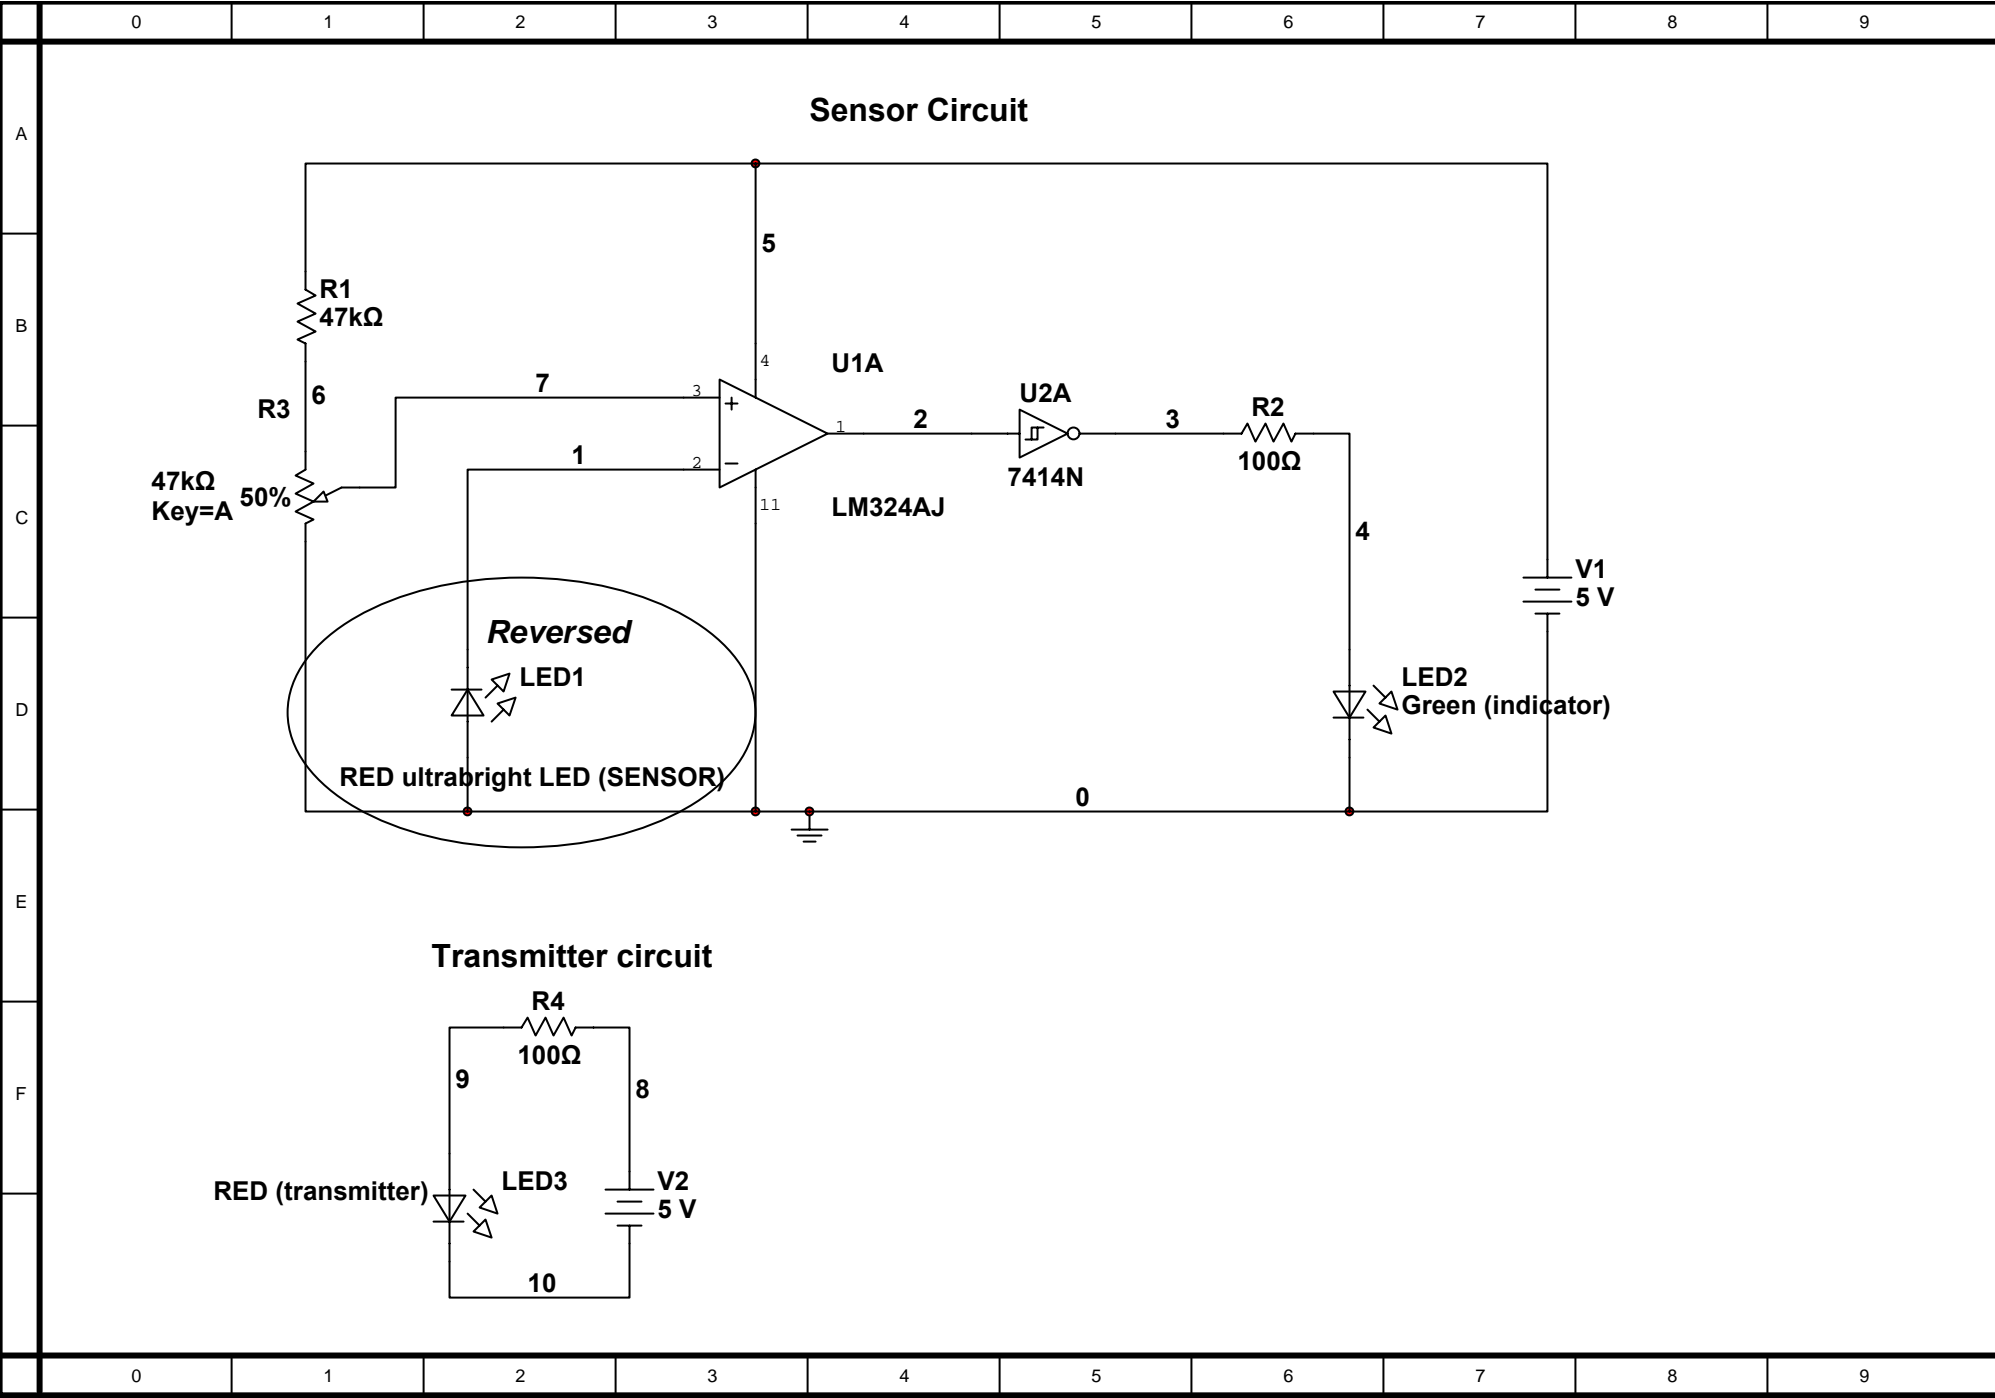 0 1 2 3 4 5 6 7 8 9
A
B
C
D
E
F
Sensor Circuit
5
R1
47kΩ
6
R3
47kΩ
Key=A
50%
7
3
+
4
U1A
1
2
−
1
11
LM324AJ
2
U2A
7414N
3
R2
100Ω
4
V1
5 V
Reversed
LED1
RED ultrabright LED (SENSOR)
LED2
Green (indicator)
0
Transmitter circuit
R4
100Ω
9
8
RED (transmitter)
LED3
V2
5 V
10
0 1 2 3 4 5 6 7 8 9